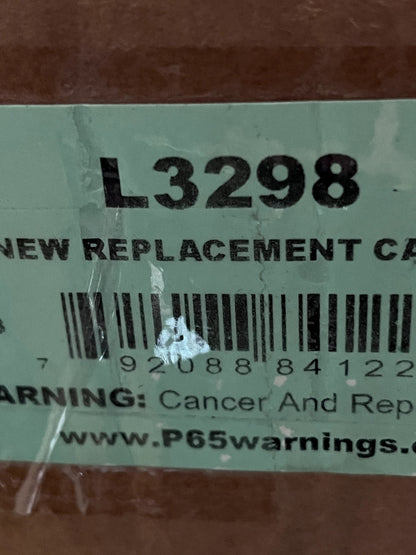 L3298
NEW REPLACEMENT CA
7 92088 84122
ARNING: Cancer And Rep
www.P65warnings.